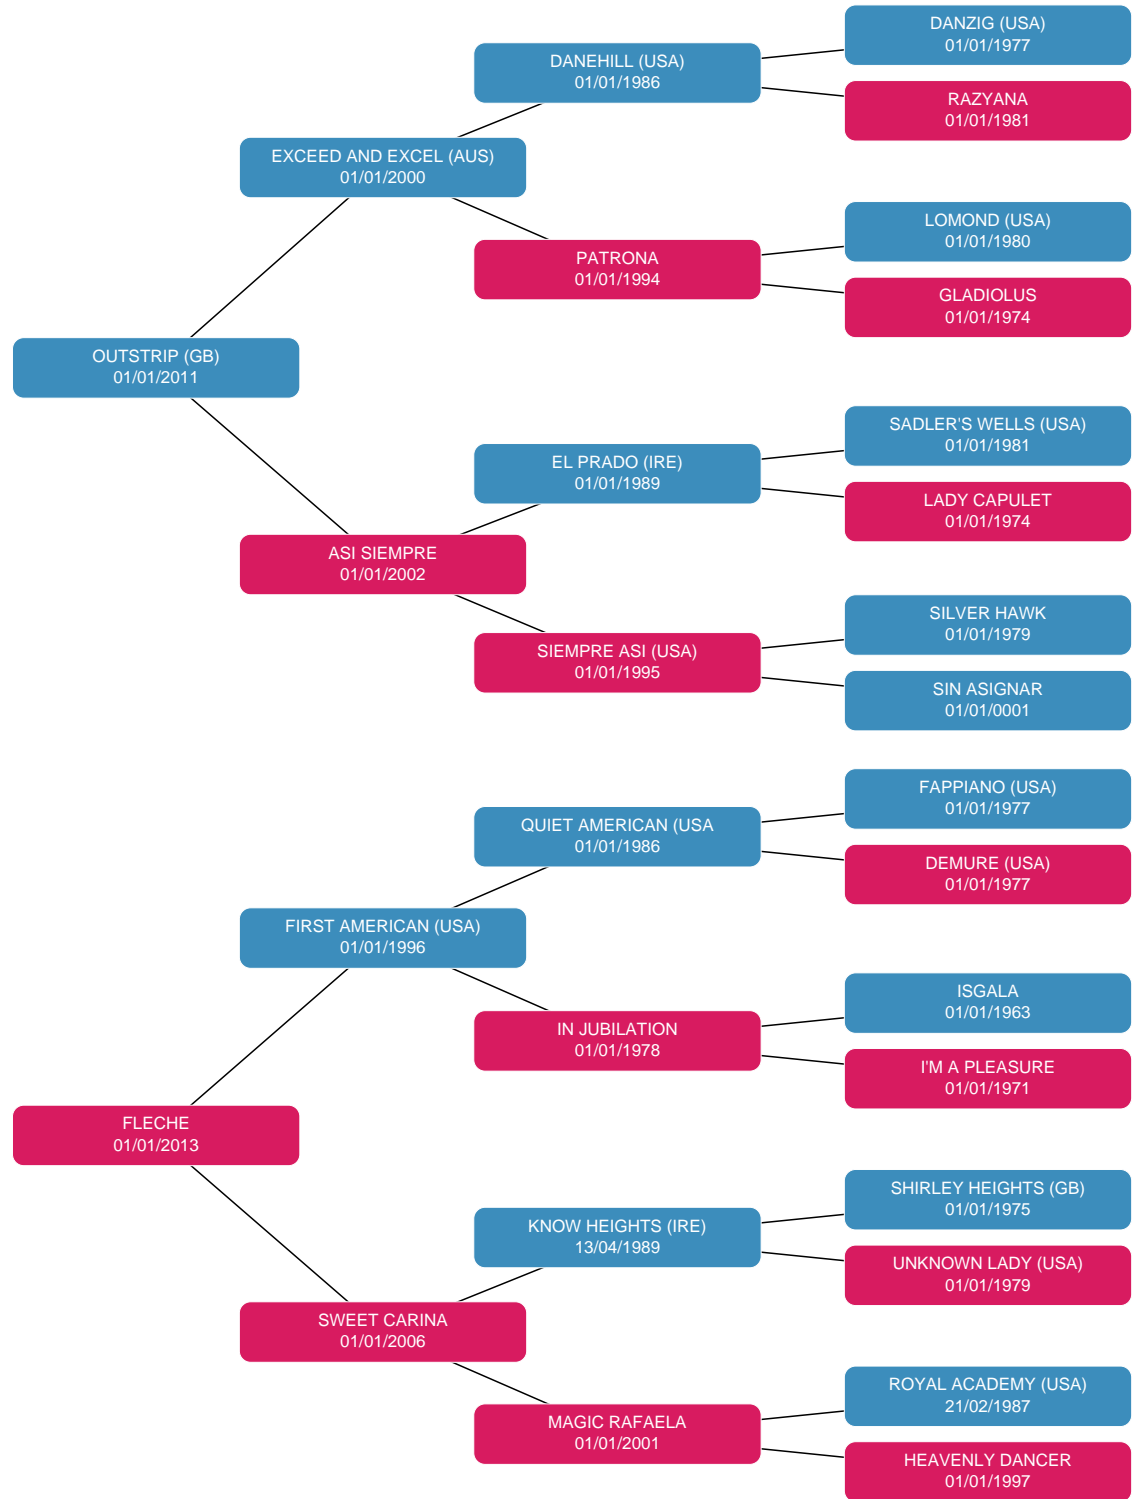 DANZIG (USA)
01/01/1977
DANEHILL (USA)
01/01/1986
RAZYANA
01/01/1981
EXCEED AND EXCEL (AUS)
01/01/2000
LOMOND (USA)
01/01/1980
PATRONA
01/01/1994
GLADIOLUS
01/01/1974
OUTSTRIP (GB)
01/01/2011
SADLER'S WELLS (USA)
01/01/1981
EL PRADO (IRE)
01/01/1989
LADY CAPULET
01/01/1974
ASI SIEMPRE
01/01/2002
SILVER HAWK
01/01/1979
SIEMPRE ASI (USA)
01/01/1995
SIN ASIGNAR
01/01/0001
FAPPIANO (USA)
01/01/1977
QUIET AMERICAN (USA
01/01/1986
DEMURE (USA)
01/01/1977
FIRST AMERICAN (USA)
01/01/1996
ISGALA
01/01/1963
IN JUBILATION
01/01/1978
I'M A PLEASURE
01/01/1971
FLECHE
01/01/2013
SHIRLEY HEIGHTS (GB)
01/01/1975
KNOW HEIGHTS (IRE)
13/04/1989
UNKNOWN LADY (USA)
01/01/1979
SWEET CARINA
01/01/2006
ROYAL ACADEMY (USA)
21/02/1987
MAGIC RAFAELA
01/01/2001
HEAVENLY DANCER
01/01/1997